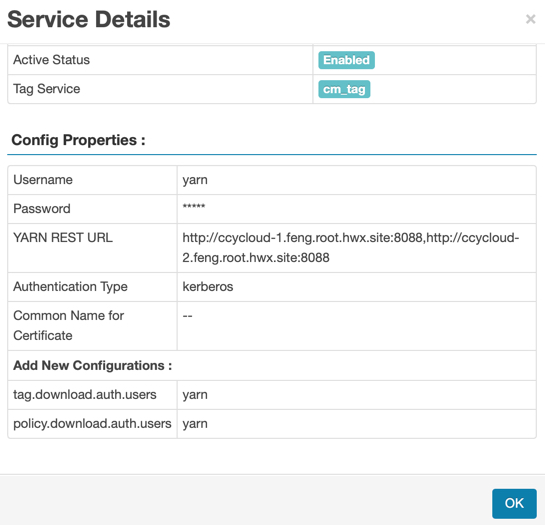 Service Details
×
Active Status Enabled
Tag Service cm_tag
Config Properties :
Username yarn
Password *****
YARN REST URL http://ccycloud-1.feng.root.hwx.site:8088,http://ccycloud-
2.feng.root.hwx.site:8088
Authentication Type kerberos
Common Name for --
Certificate
Add New Configurations :
tag.download.auth.users yarn
policy.download.auth.users yarn
OK